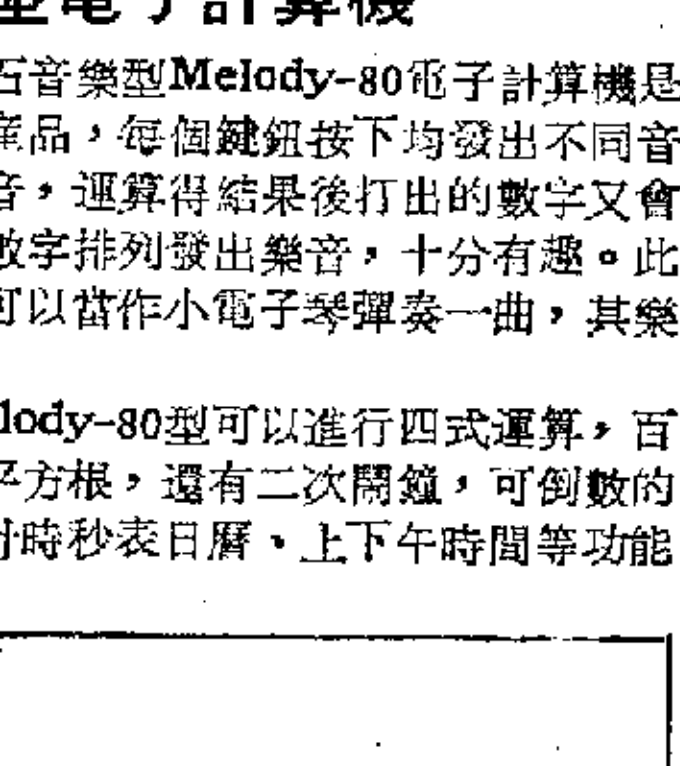 型電子計算機
石音樂型Melody-80電子計算機是
產品，每個鍵鈕按下均發出不同音
音，運算得結果後打出的數字又會
數字排列發出樂音，十分有趣。此
可以當作小電子琴彈奏一曲，其樂
lody-80型可以進行四式運算，百
平方根，還有二次鬧鐘，可倒數的
計時秒表日曆、上下午時間等功能